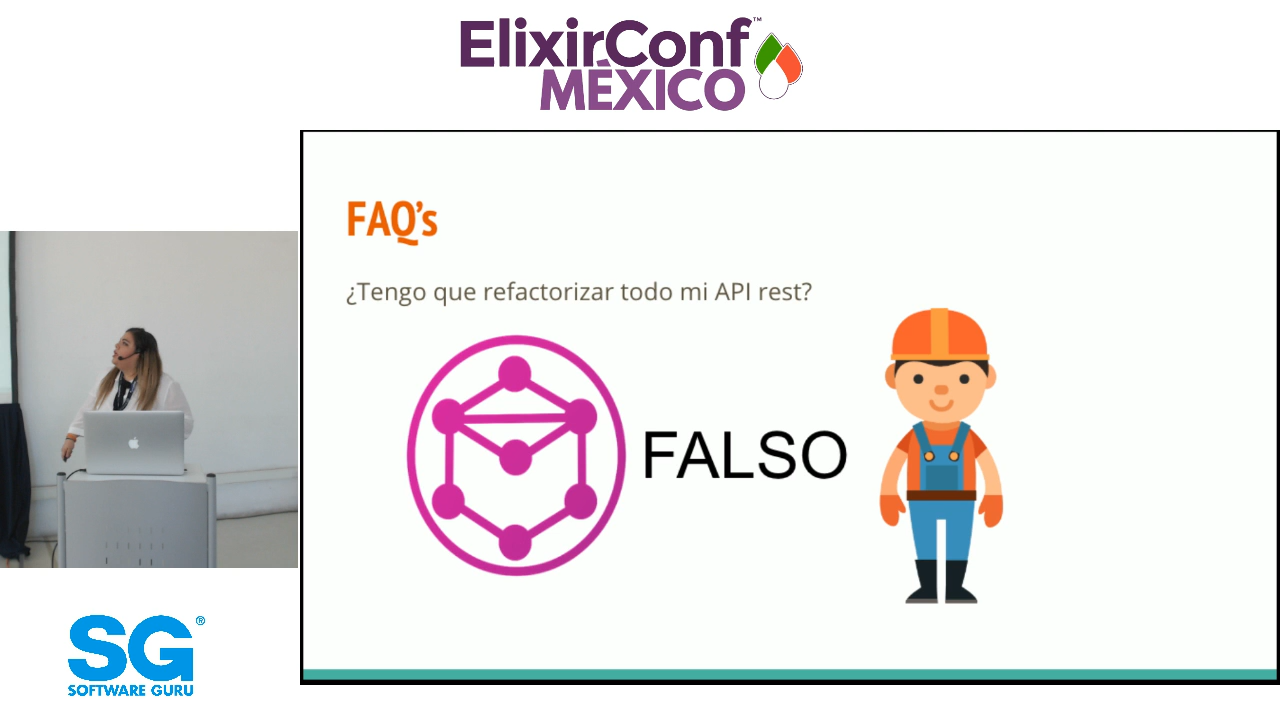 ElixirConf™
MÉXICO
FAQ's
¿Tengo que refactorizar todo mi API rest?
FALSO
SG®
SOFTWARE GURU